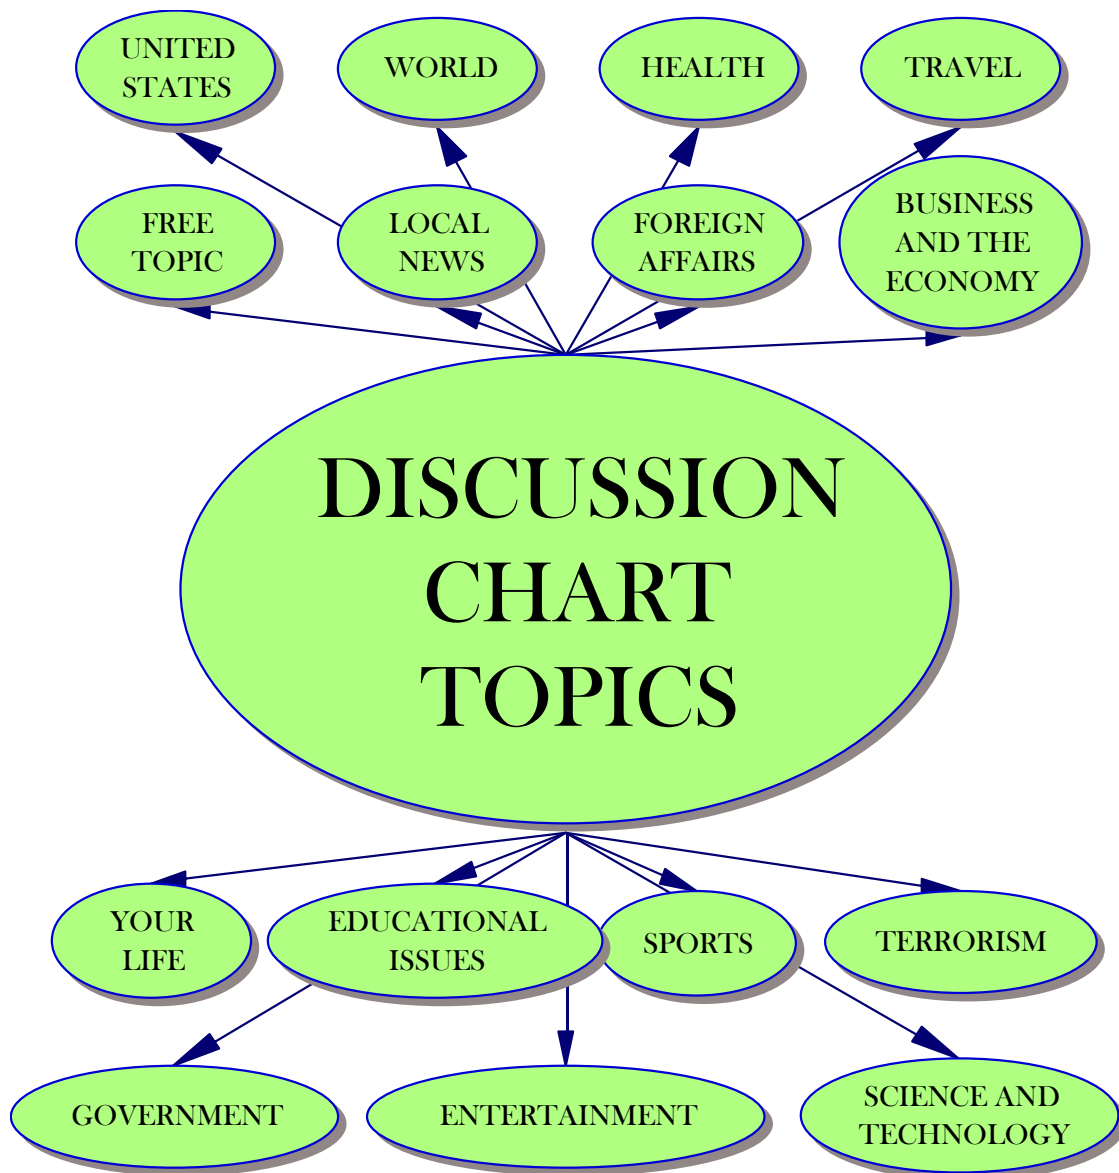 UNITED
STATES
WORLD
HEALTH
TRAVEL
FREE
TOPIC
LOCAL
NEWS
FOREIGN
AFFAIRS
BUSINESS
AND THE
ECONOMY
DISCUSSION
CHART
TOPICS
YOUR
LIFE
EDUCATIONAL
ISSUES
SPORTS
TERRORISM
GOVERNMENT
ENTERTAINMENT
SCIENCE AND
TECHNOLOGY